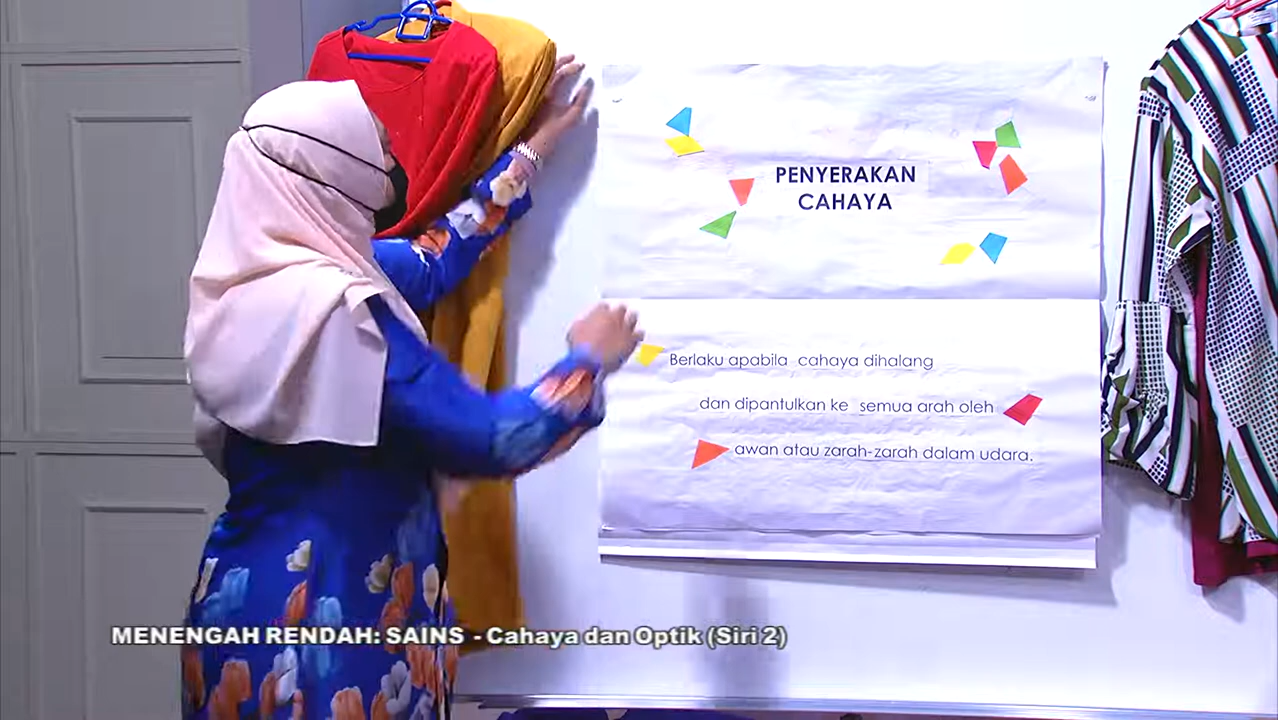 PENYERAKAN
CAHAYA
Berlaku apabila cahaya dihalang
dan dipantulkan ke semua arah oleh
awan atau zarah-zarah dalam udara.
MENENGAH RENDAH: SAINS - Cahaya dan Optik (Siri 2)